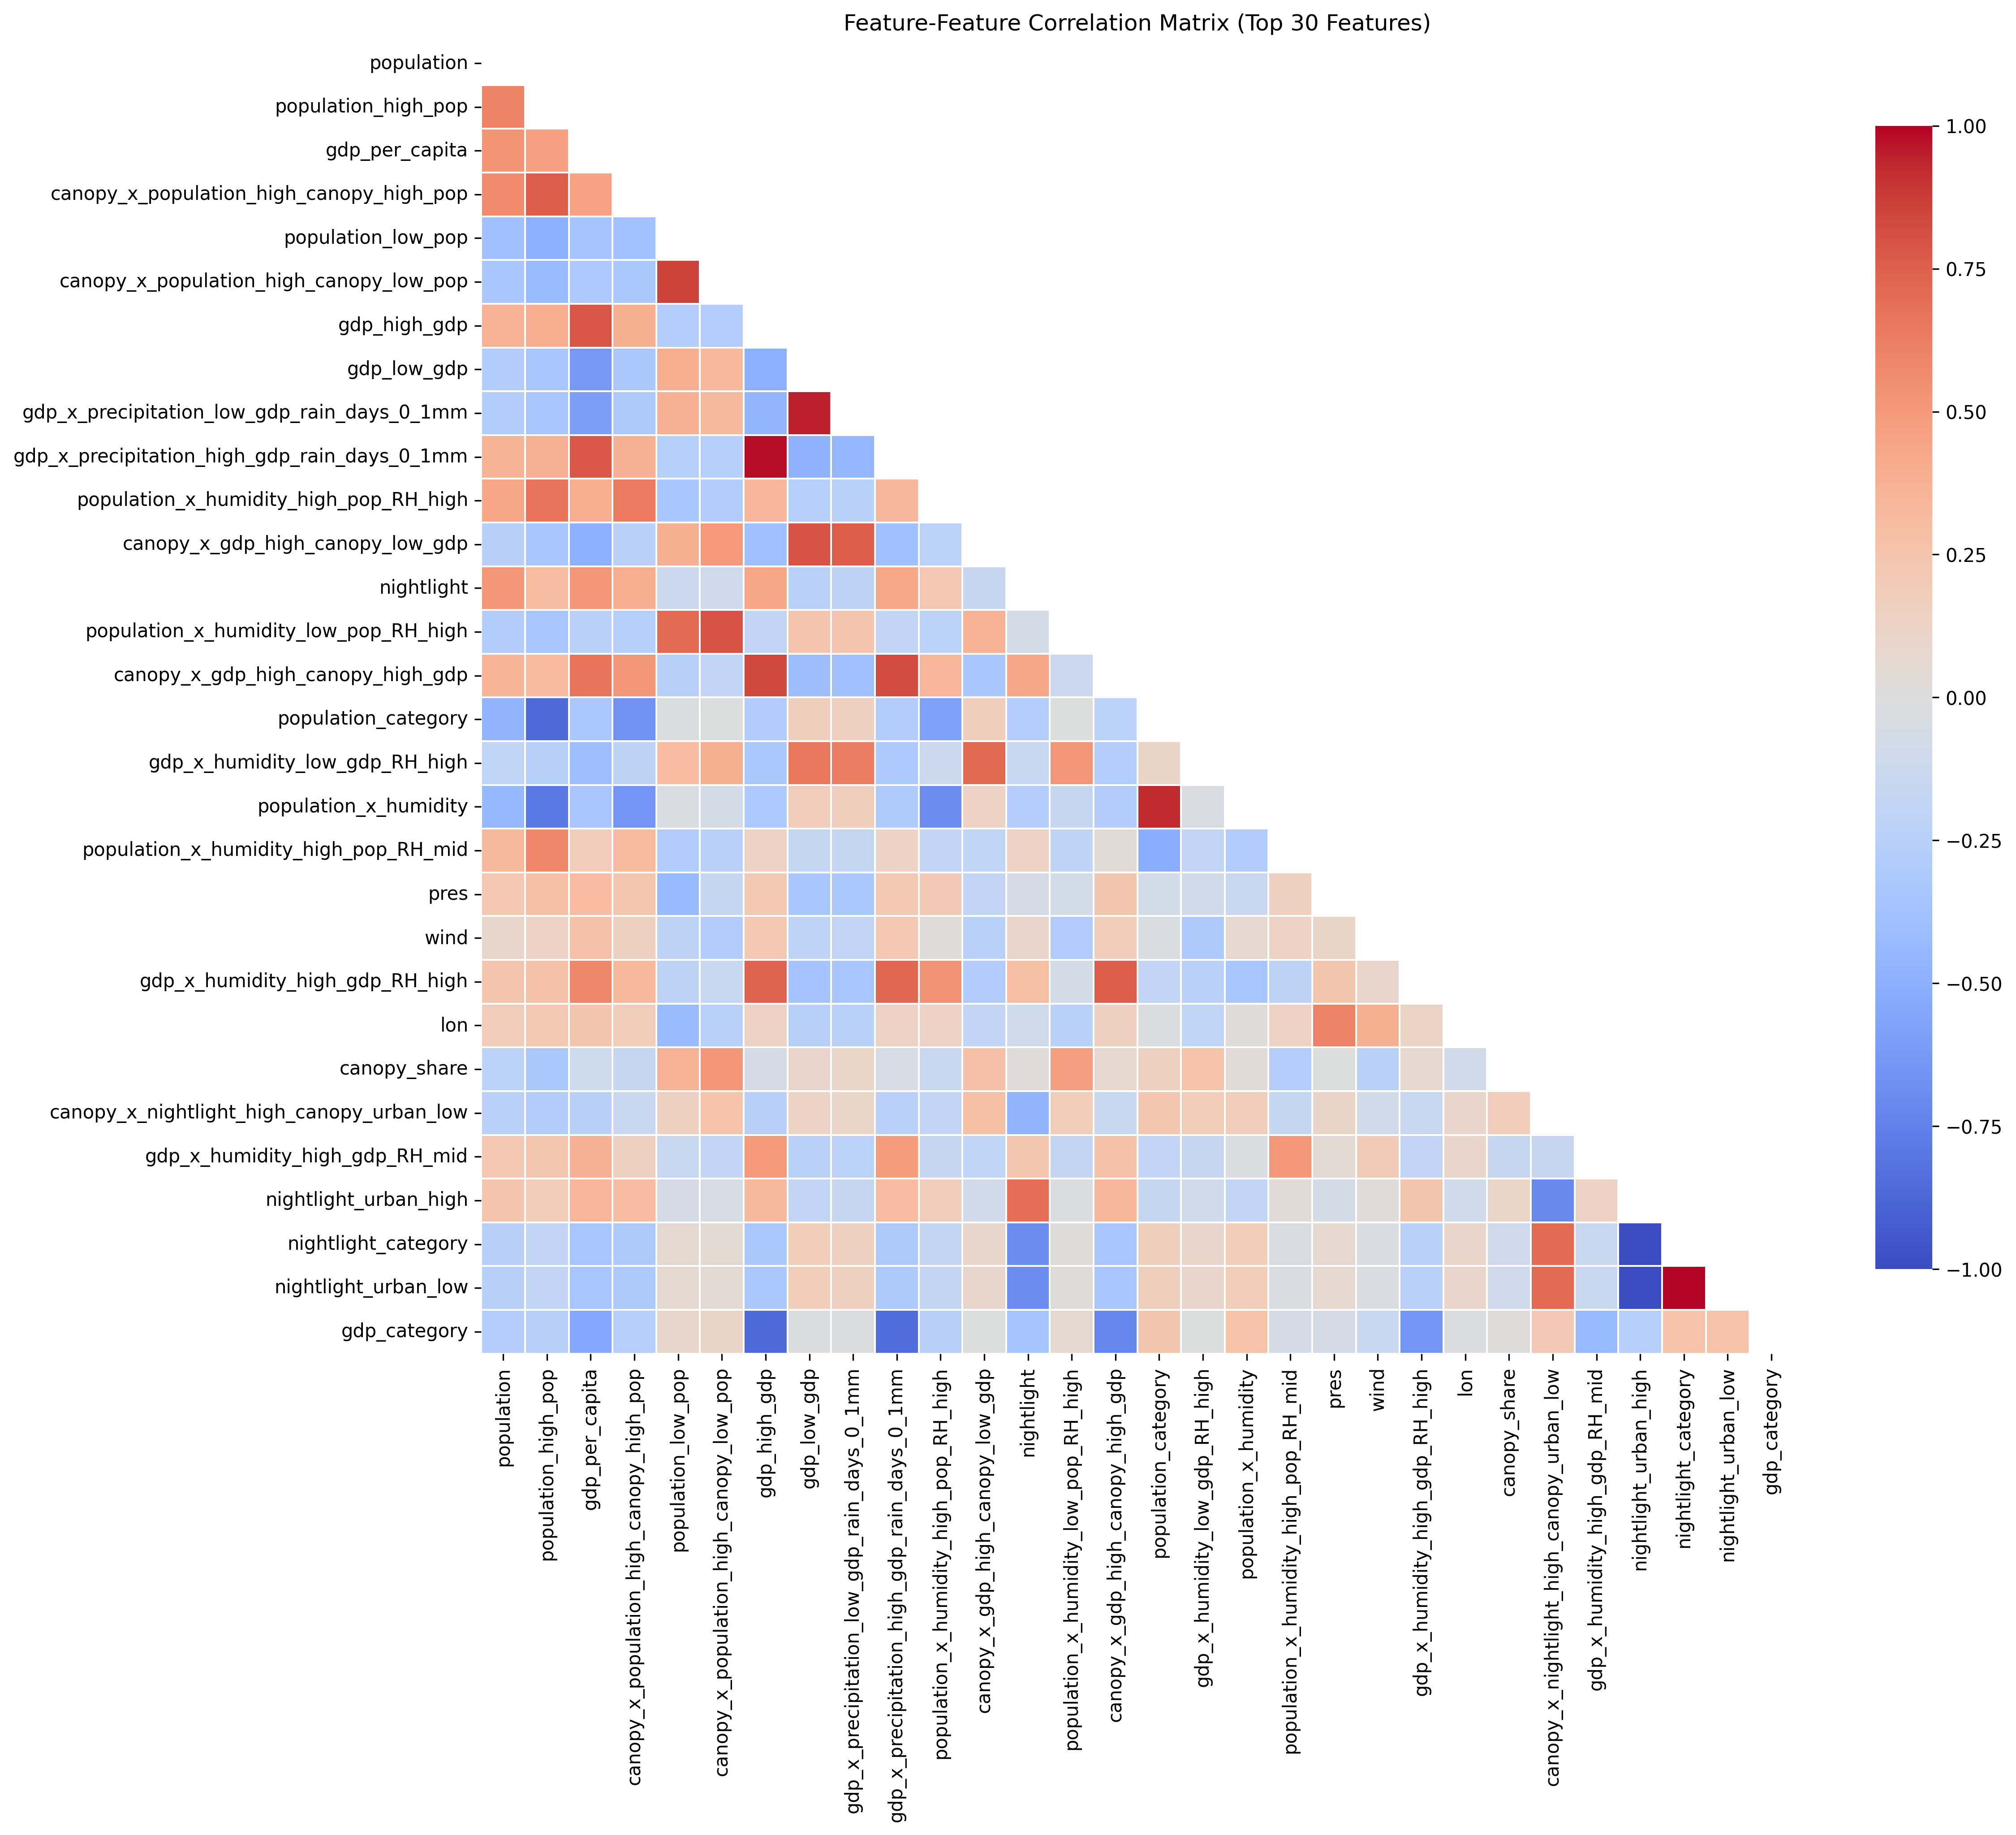 Feature-Feature Correlation Matrix (Top 30 Features)
population
population_high_pop
gdp_per_capita
canopy_x_population_high_canopy_high_pop
population_low_pop
canopy_x_population_high_canopy_low_pop
gdp_high_gdp
gdp_low_gdp
gdp_x_precipitation_low_gdp_rain_days_0_1mm
gdp_x_precipitation_high_gdp_rain_days_0_1mm
population_x_humidity_high_pop_RH_high
canopy_x_gdp_high_canopy_low_gdp
nightlight
population_x_humidity_low_pop_RH_high
canopy_x_gdp_high_canopy_high_gdp
population_category
gdp_x_humidity_low_gdp_RH_high
population_x_humidity
population_x_humidity_high_pop_RH_mid
pres
wind
gdp_x_humidity_high_gdp_RH_high
lon
canopy_share
canopy_x_nightlight_high_canopy_urban_low
gdp_x_humidity_high_gdp_RH_mid
nightlight_urban_high
nightlight_category
nightlight_urban_low
gdp_category
population
population_high_pop
gdp_per_capita
canopy_x_population_high_canopy_high_pop
population_low_pop
canopy_x_population_high_canopy_low_pop
gdp_high_gdp
gdp_low_gdp
gdp_x_precipitation_low_gdp_rain_days_0_1mm
gdp_x_precipitation_high_gdp_rain_days_0_1mm
population_x_humidity_high_pop_RH_high
canopy_x_gdp_high_canopy_low_gdp
nightlight
population_x_humidity_low_pop_RH_high
canopy_x_gdp_high_canopy_high_gdp
population_category
gdp_x_humidity_low_gdp_RH_high
population_x_humidity
population_x_humidity_high_pop_RH_mid
pres
wind
gdp_x_humidity_high_gdp_RH_high
lon
canopy_share
canopy_x_nightlight_high_canopy_urban_low
gdp_x_humidity_high_gdp_RH_mid
nightlight_urban_high
nightlight_category
nightlight_urban_low
gdp_category
1.00
0.75
0.50
0.25
0.00
−0.25
−0.50
−0.75
−1.00